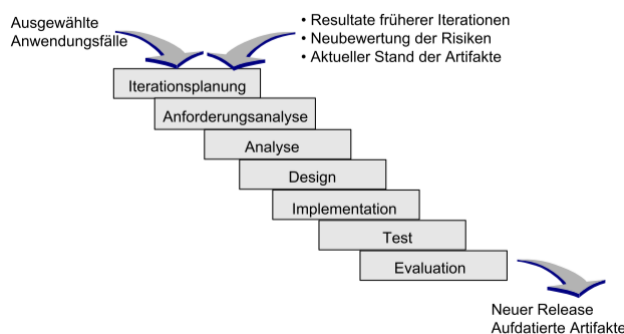 Ausgewählte
Anwendungsfälle
• Resultate früherer Iterationen
• Neubewertung der Risiken
• Aktueller Stand der Artifakte
Iterationsplanung
Anforderungsanalyse
Analyse
Design
Implementation
Test
Evaluation
Neuer Release
Aufdatierte Artifakte